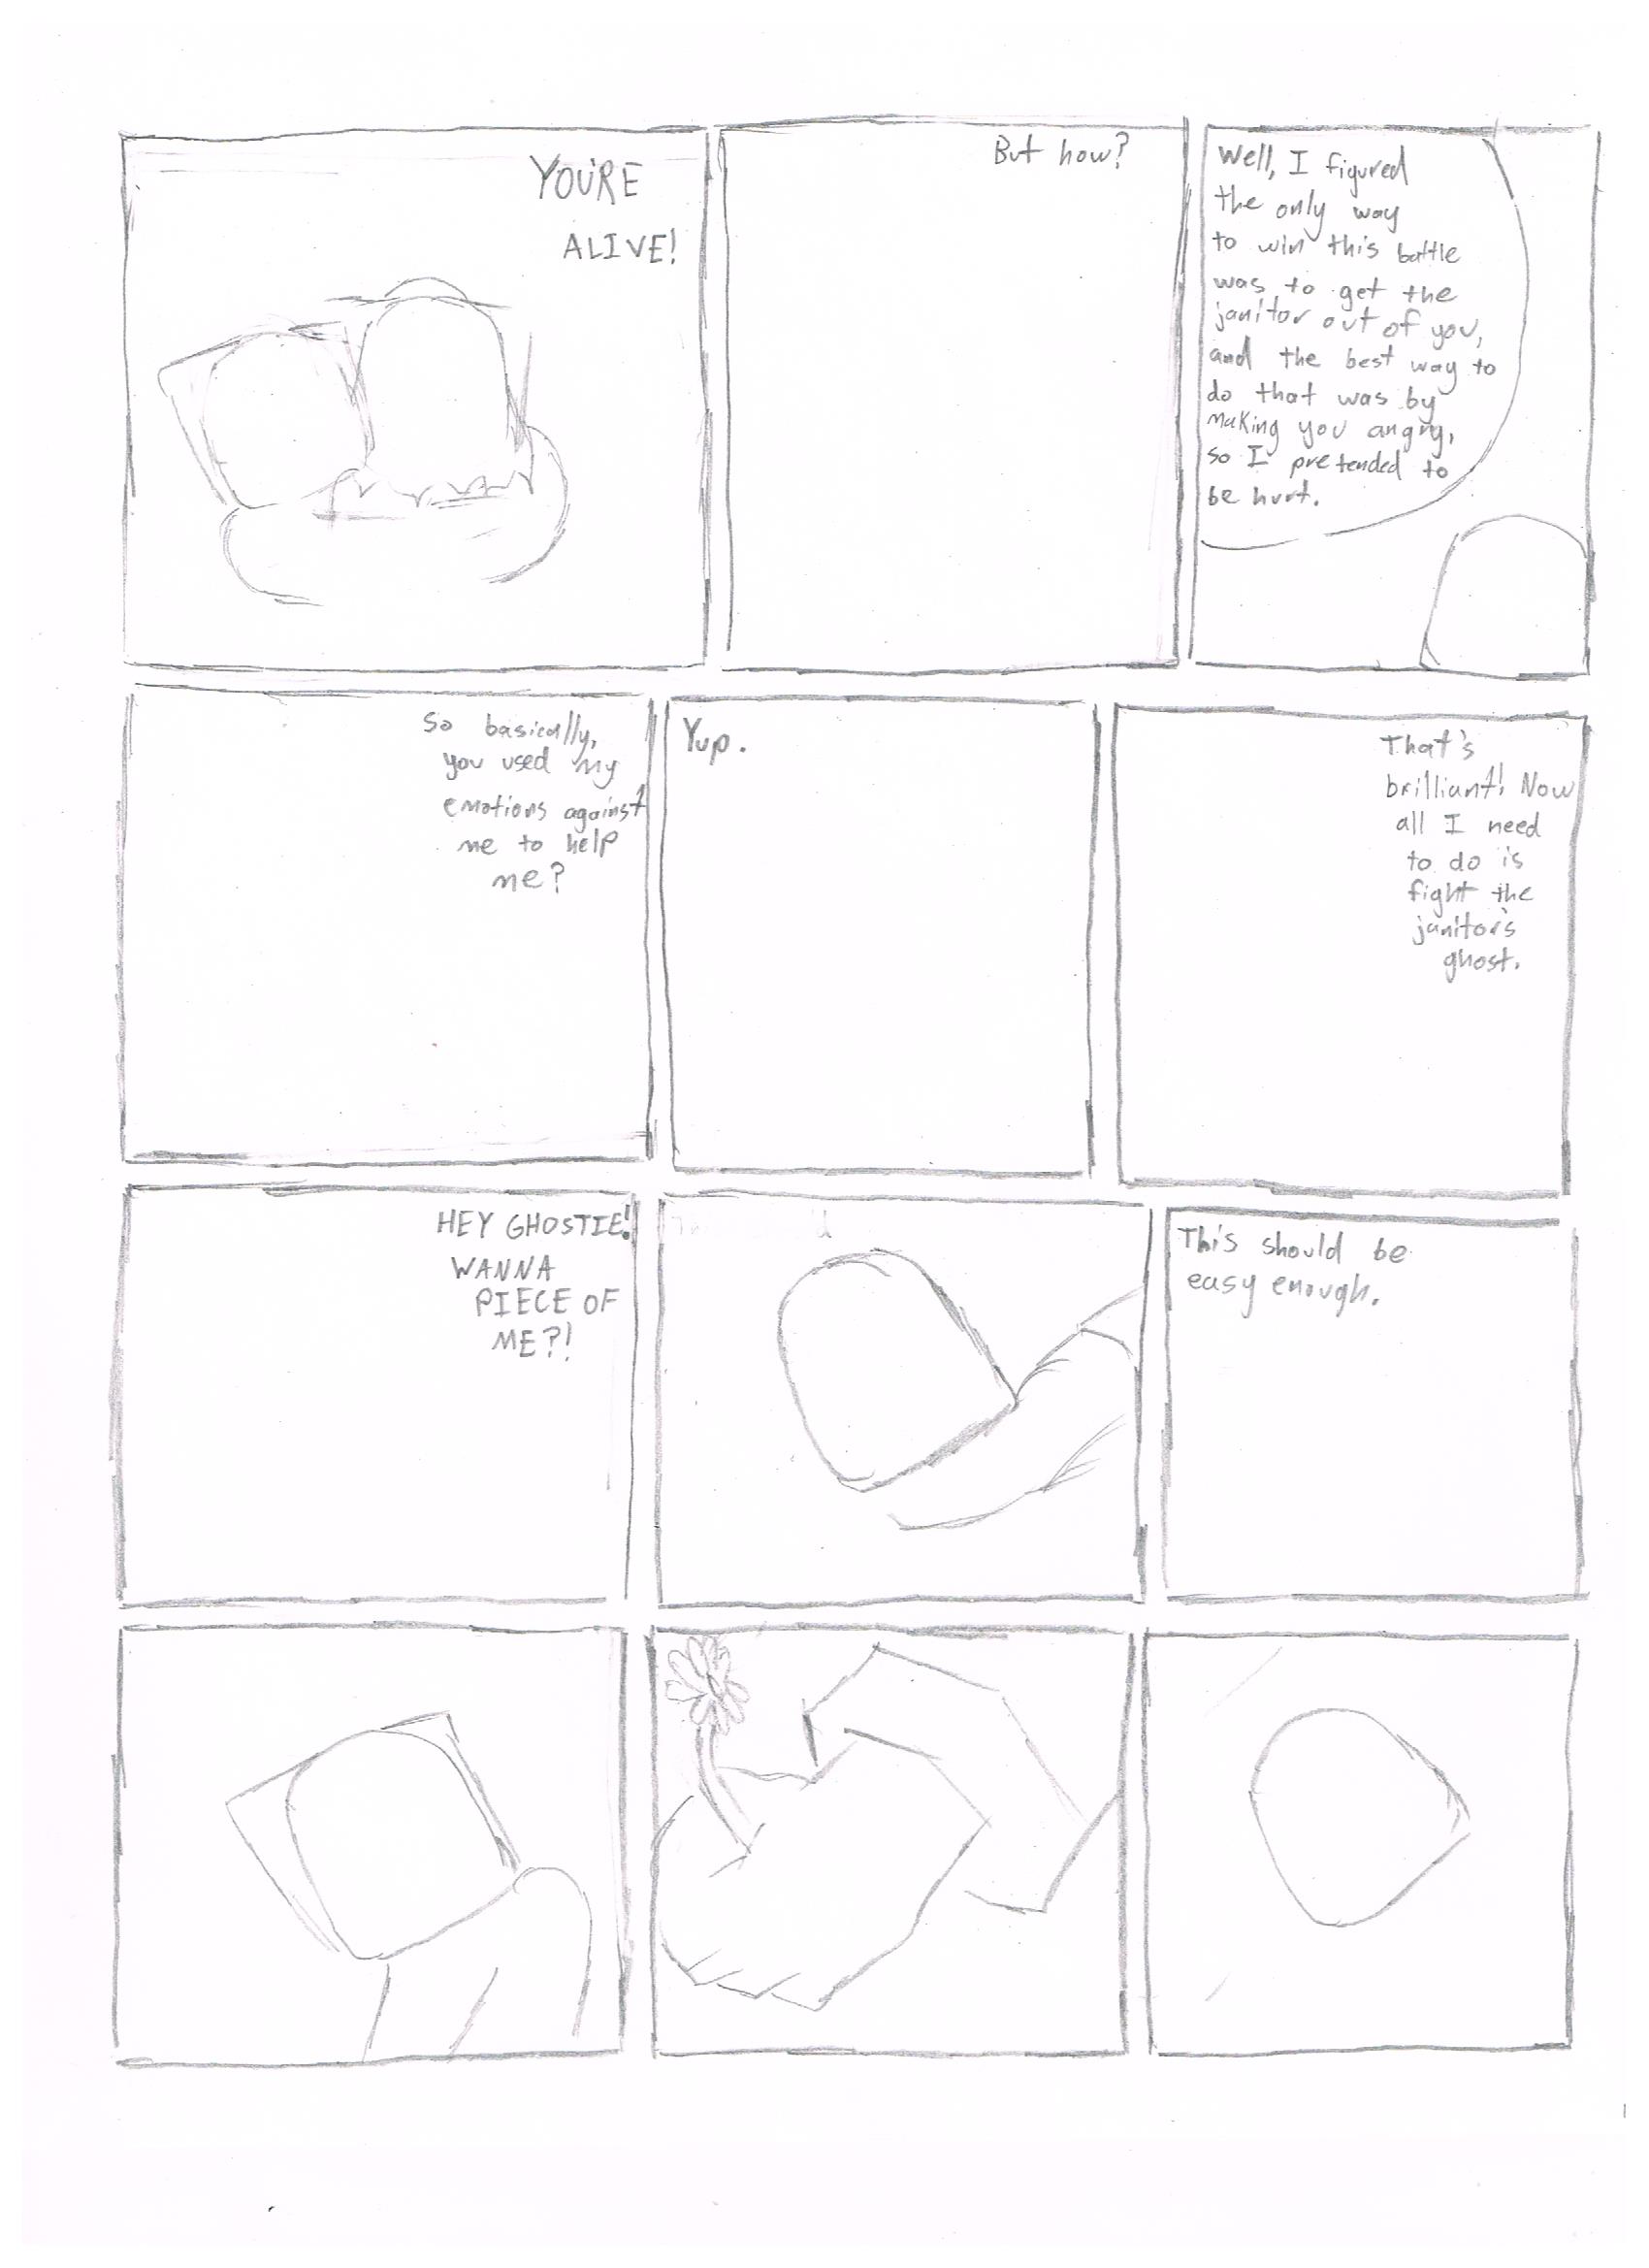 YOU'RE
ALIVE!
But how?
Well, I figured
the only way
to win this battle
was to get the
janitor out of you,
and the best way to
do that was by
making you angry,
so I pretended to
be hurt.
So basically,
you used my
emotions against
me to help
me?
Yup.
That's
brilliant! Now
all I need
to do is
fight the
janitor's
ghost.
HEY GHOSTIE!
WANNA
PIECE OF
ME?!
This should be
easy enough.